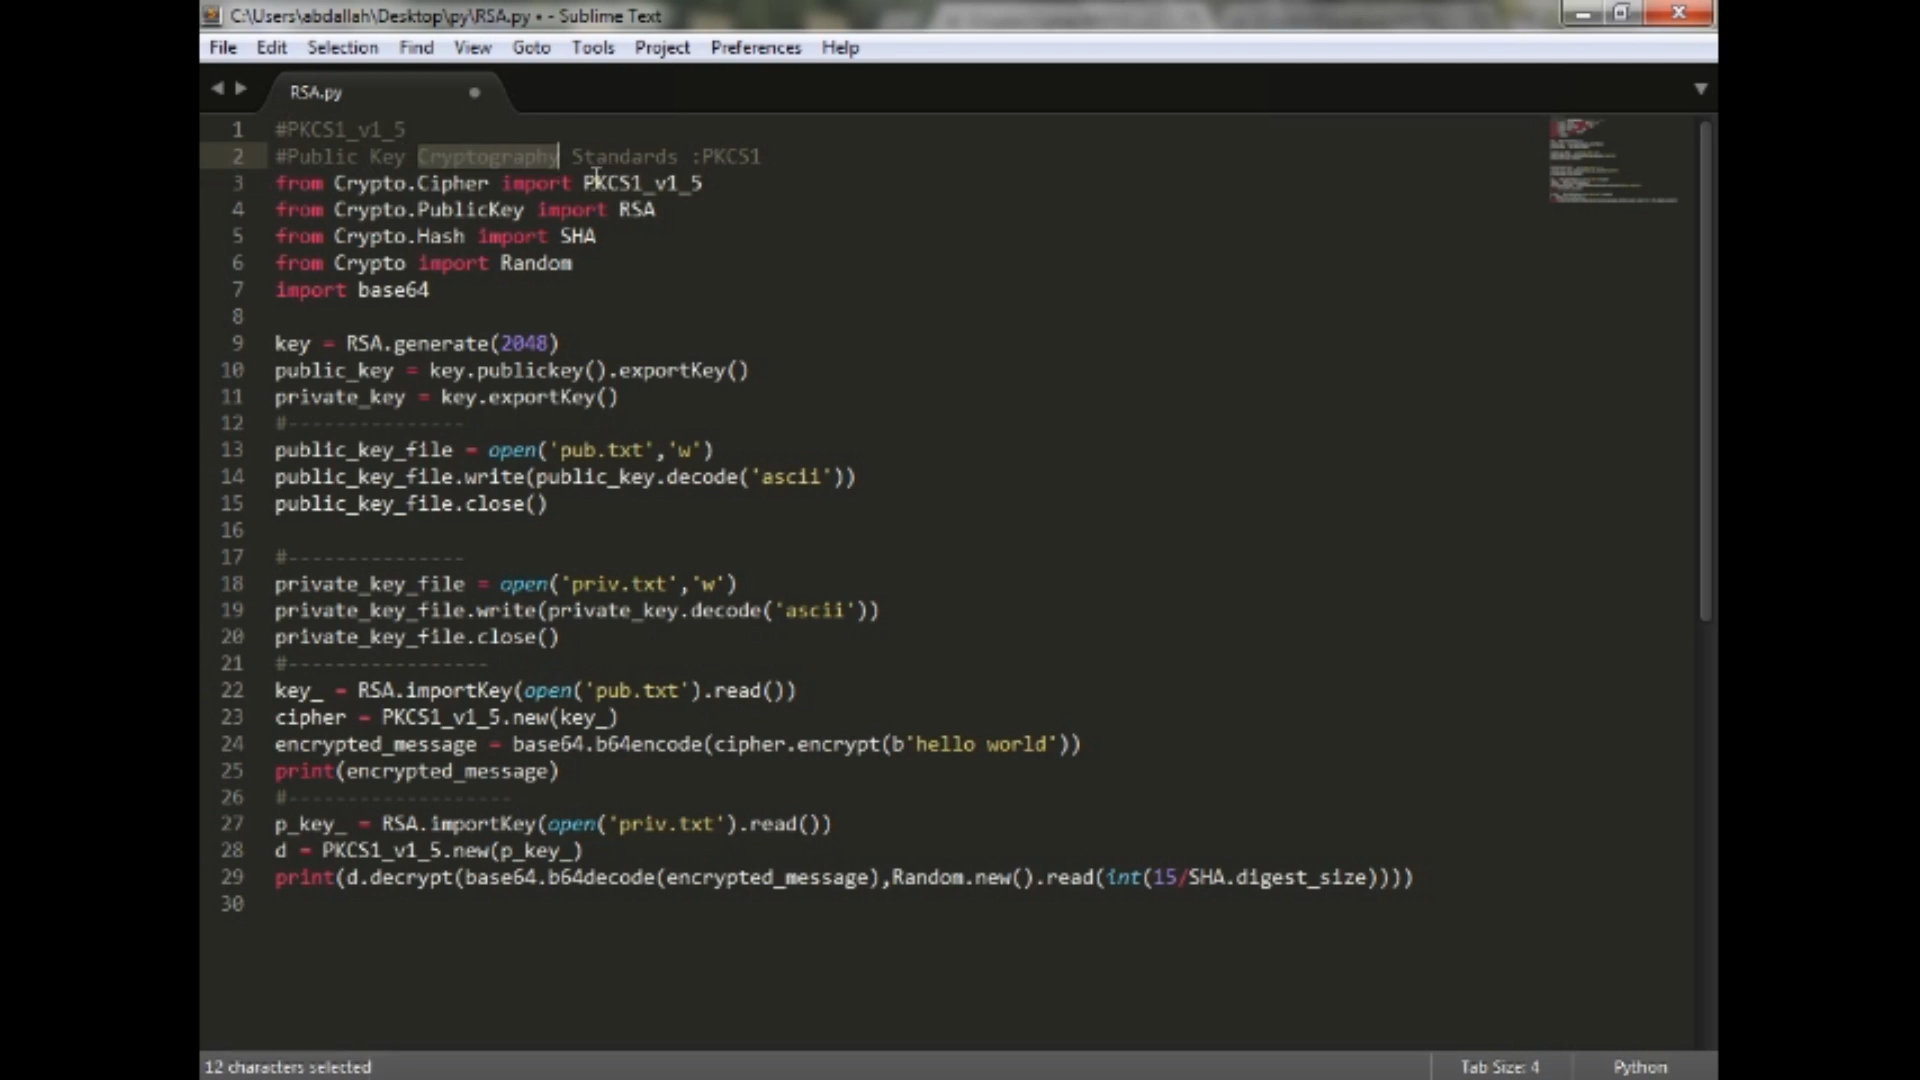 C:\Users\abdallah\Desktop\py\RSA.py • - Sublime Text
File Edit Selection Find View Goto Tools Project Preferences Help
RSA.py
1 #PKCS1_v1_5
2 #Public Key Cryptography Standards :PKCS1
3 from Crypto.Cipher import PKCS1_v1_5
4 from Crypto.PublicKey import RSA
5 from Crypto.Hash import SHA
6 from Crypto import Random
7 import base64
8
9 key = RSA.generate(2048)
10 public_key = key.publickey().exportKey()
11 private_key = key.exportKey()
12 #---------------
13 public_key_file = open('pub.txt','w')
14 public_key_file.write(public_key.decode('ascii'))
15 public_key_file.close()
16
17 #---------------
18 private_key_file = open('priv.txt','w')
19 private_key_file.write(private_key.decode('ascii'))
20 private_key_file.close()
21 #-----------------
22 key_ = RSA.importKey(open('pub.txt').read())
23 cipher = PKCS1_v1_5.new(key_)
24 encrypted_message = base64.b64encode(cipher.encrypt(b'hello world'))
25 print(encrypted_message)
26 #-------------------
27 p_key_ = RSA.importKey(open('priv.txt').read())
28 d = PKCS1_v1_5.new(p_key_)
29 print(d.decrypt(base64.b64decode(encrypted_message),Random.new().read(int(15/SHA.digest_size))))
30
12 characters selected Tab Size: 4 Python